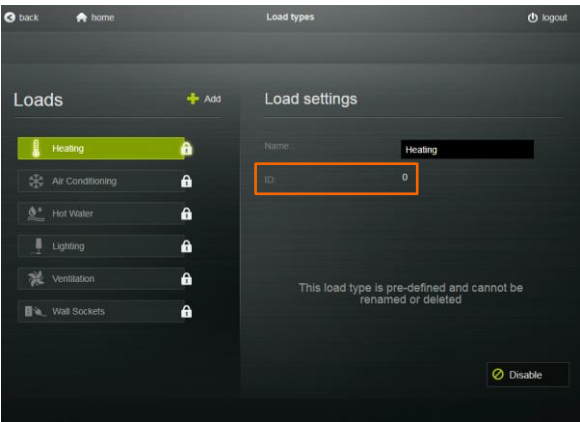 back home Load types logout
Loads Add
Heating
Air Conditioning
Hot Water
Lighting
Ventilation
Wall Sockets
Load settings
Name : Heating
ID: 0
This load type is pre-defined and cannot be
renamed or deleted
Disable